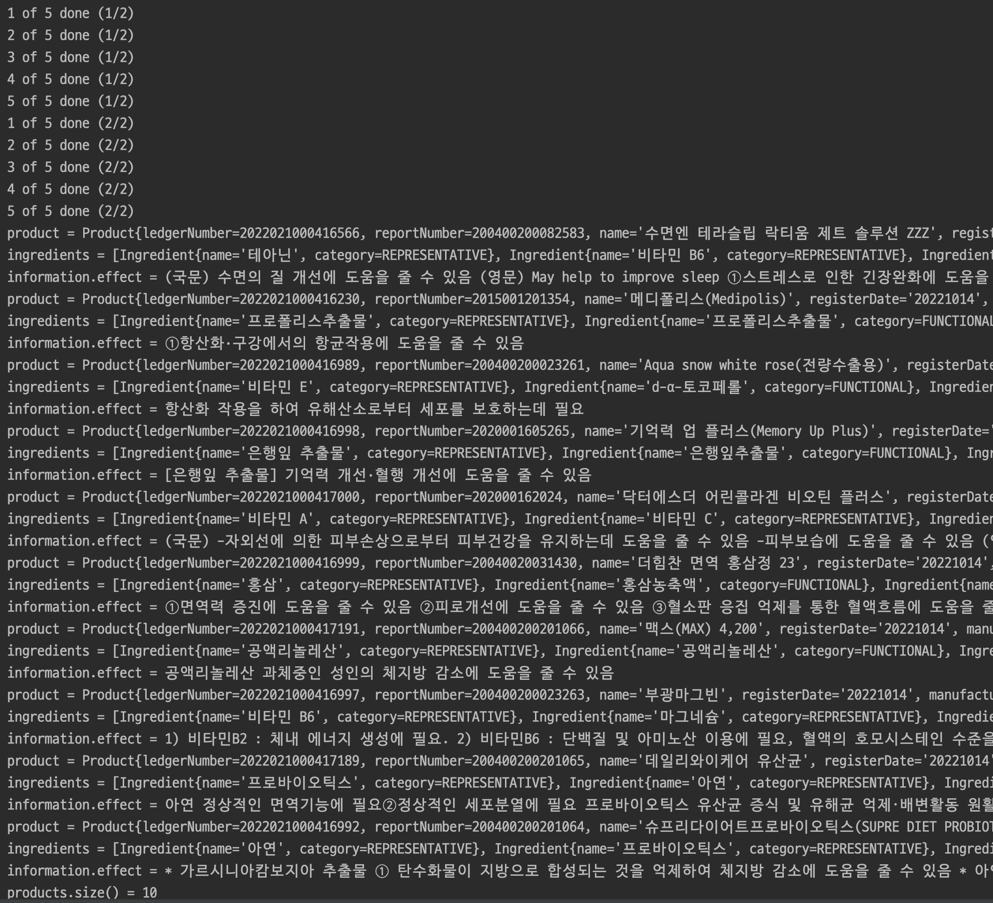 1 of 5 done (1/2)
2 of 5 done (1/2)
3 of 5 done (1/2)
4 of 5 done (1/2)
5 of 5 done (1/2)
1 of 5 done (2/2)
2 of 5 done (2/2)
3 of 5 done (2/2)
4 of 5 done (2/2)
5 of 5 done (2/2)
product = Product{ledgerNumber=2022021000416566, reportNumber=200400200082583, name='수면엔 테라슬립 락티움 제트 솔루션 ZZZ', regist
ingredients = [Ingredient{name='테아닌', category=REPRESENTATIVE}, Ingredient{name='비타민 B6', category=REPRESENTATIVE}, Ingredient
information.effect = (국문) 수면의 질 개선에 도움을 줄 수 있음 (영문) May help to improve sleep ①스트레스로 인한 긴장완화에 도움을
product = Product{ledgerNumber=2022021000416230, reportNumber=2015001201354, name='메디폴리스(Medipolis)', registerDate='20221014',
ingredients = [Ingredient{name='프로폴리스추출물', category=REPRESENTATIVE}, Ingredient{name='프로폴리스추출물', category=FUNCTIONAL
information.effect = ①항산화·구강에서의 항균작용에 도움을 줄 수 있음
product = Product{ledgerNumber=2022021000416989, reportNumber=200400200023261, name='Aqua snow white rose(전량수출용)', registerDate
ingredients = [Ingredient{name='비타민 E', category=REPRESENTATIVE}, Ingredient{name='d-α-토코페롤', category=FUNCTIONAL}, Ingredien
information.effect = 항산화 작용을 하여 유해산소로부터 세포를 보호하는데 필요
product = Product{ledgerNumber=2022021000416998, reportNumber=2020001605265, name='기억력 업 플러스(Memory Up Plus)', registerDate='
ingredients = [Ingredient{name='은행잎 추출물', category=REPRESENTATIVE}, Ingredient{name='은행잎추출물', category=FUNCTIONAL}, Ing
information.effect = [은행잎 추출물] 기억력 개선·혈행 개선에 도움을 줄 수 있음
product = Product{ledgerNumber=2022021000417000, reportNumber=202000162024, name='닥터에스더 어린콜라겐 비오틴 플러스', registerDate
ingredients = [Ingredient{name='비타민 A', category=REPRESENTATIVE}, Ingredient{name='비타민 C', category=REPRESENTATIVE}, Ingredien
information.effect = (국문) -자외선에 의한 피부손상으로부터 피부건강을 유지하는데 도움을 줄 수 있음 -피부보습에 도움을 줄 수 있음 (영
product = Product{ledgerNumber=2022021000416999, reportNumber=20040020031430, name='더힘찬 면역 홍삼정 23', registerDate='20221014',
ingredients = [Ingredient{name='홍삼', category=REPRESENTATIVE}, Ingredient{name='홍삼농축액', category=FUNCTIONAL}, Ingredient{name
information.effect = ①면역력 증진에 도움을 줄 수 있음 ②피로개선에 도움을 줄 수 있음 ③혈소판 응집 억제를 통한 혈액흐름에 도움을 줄
product = Product{ledgerNumber=2022021000417191, reportNumber=200400200201066, name='맥스(MAX) 4,200', registerDate='20221014', manu
ingredients = [Ingredient{name='공액리놀레산', category=REPRESENTATIVE}, Ingredient{name='공액리놀레산', category=FUNCTIONAL}, Ingre
information.effect = 공액리놀레산 과체중인 성인의 체지방 감소에 도움을 줄 수 있음
product = Product{ledgerNumber=2022021000416997, reportNumber=200400200023263, name='부광마그빈', registerDate='20221014', manufactu
ingredients = [Ingredient{name='비타민 B6', category=REPRESENTATIVE}, Ingredient{name='마그네슘', category=REPRESENTATIVE}, Ingredie
information.effect = 1) 비타민B2 : 체내 에너지 생성에 필요. 2) 비타민B6 : 단백질 및 아미노산 이용에 필요, 혈액의 호모시스테인 수준을
product = Product{ledgerNumber=2022021000417189, reportNumber=200400200201065, name='데일리와이케어 유산균', registerDate='20221014'
ingredients = [Ingredient{name='프로바이오틱스', category=REPRESENTATIVE}, Ingredient{name='아연', category=REPRESENTATIVE}, Ingredi
information.effect = 아연 정상적인 면역기능에 필요②정상적인 세포분열에 필요 프로바이오틱스 유산균 증식 및 유해균 억제·배변활동 원활
product = Product{ledgerNumber=2022021000416992, reportNumber=200400200201064, name='슈프리다이어트프로바이오틱스(SUPRE DIET PROBIOT
ingredients = [Ingredient{name='아연', category=REPRESENTATIVE}, Ingredient{name='프로바이오틱스', category=REPRESENTATIVE}, Ingredi
information.effect = * 가르시니아캄보지아 추출물 ① 탄수화물이 지방으로 합성되는 것을 억제하여 체지방 감소에 도움을 줄 수 있음 * 아연
products.size() = 10